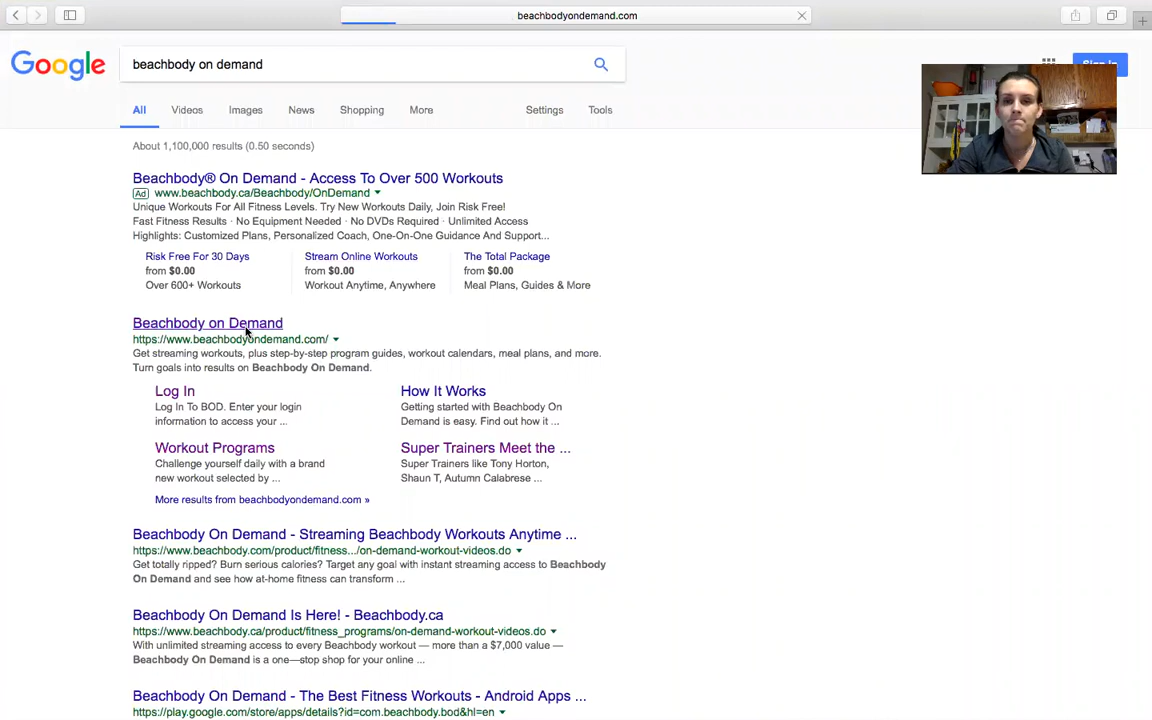 beachbodyondemand.com
Google
beachbody on demand
All Videos Images News Shopping More Settings Tools
About 1,100,000 results (0.50 seconds)
Beachbody® On Demand - Access To Over 500 Workouts
Ad www.beachbody.ca/Beachbody/OnDemand
Unique Workouts For All Fitness Levels. Try New Workouts Daily, Join Risk Free!
Fast Fitness Results · No Equipment Needed · No DVDs Required · Unlimited Access
Highlights: Customized Plans, Personalized Coach, One-On-One Guidance And Support...
Risk Free For 30 Days
from $0.00
Over 600+ Workouts
Stream Online Workouts
from $0.00
Workout Anytime, Anywhere
The Total Package
from $0.00
Meal Plans, Guides & More
Beachbody on Demand
https://www.beachbodyondemand.com/
Get streaming workouts, plus step-by-step program guides, workout calendars, meal plans, and more.
Turn goals into results on Beachbody On Demand.
Log In
Log In To BOD. Enter your login
information to access your ...
How It Works
Getting started with Beachbody On
Demand is easy. Find out how it ...
Workout Programs
Challenge yourself daily with a brand
new workout selected by ...
Super Trainers Meet the ...
Super Trainers like Tony Horton,
Shaun T, Autumn Calabrese ...
More results from beachbodyondemand.com »
Beachbody On Demand - Streaming Beachbody Workouts Anytime ...
https://www.beachbody.com/product/fitness.../on-demand-workout-videos.do
Get totally ripped? Burn serious calories? Target any goal with instant streaming access to Beachbody
On Demand and see how at-home fitness can transform ...
Beachbody On Demand Is Here! - Beachbody.ca
https://www.beachbody.ca/product/fitness_programs/on-demand-workout-videos.do
With unlimited streaming access to every Beachbody workout — more than a $7,000 value —
Beachbody On Demand is a one—stop shop for your online ...
Beachbody On Demand - The Best Fitness Workouts - Android Apps ...
https://play.google.com/store/apps/details?id=com.beachbody.bod&hl=en